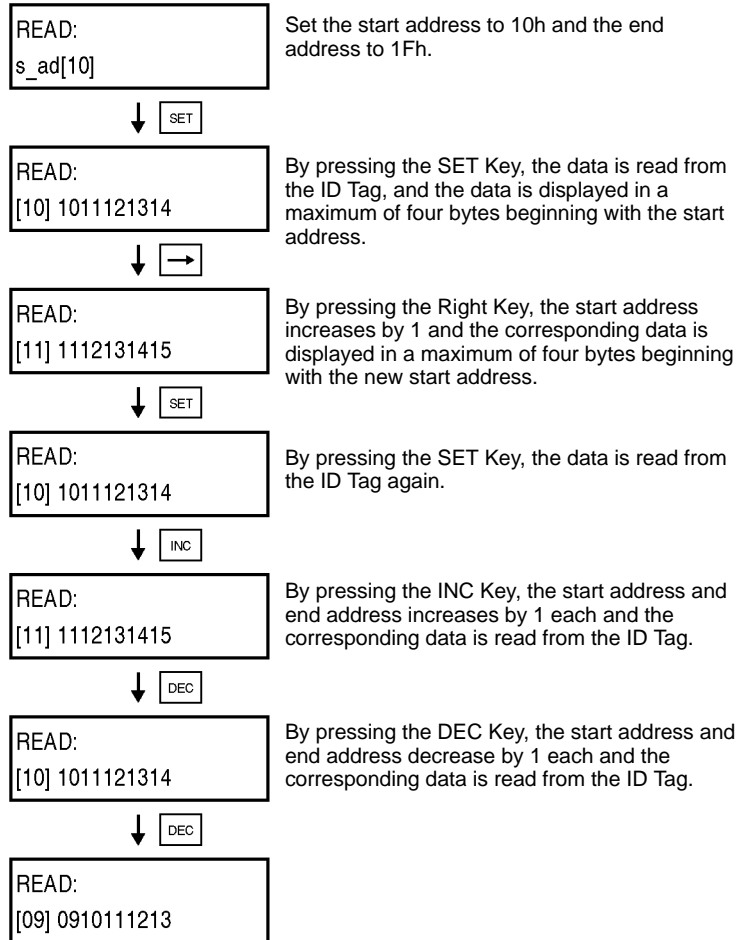 READ:
s_ad[10]
Set the start address to 10h and the end
address to 1Fh.
SET
READ:
[10] 1011121314
By pressing the SET Key, the data is read from
the ID Tag, and the data is displayed in a
maximum of four bytes beginning with the start
address.
→
READ:
[11] 1112131415
By pressing the Right Key, the start address
increases by 1 and the corresponding data is
displayed in a maximum of four bytes beginning
with the new start address.
SET
READ:
[10] 1011121314
By pressing the SET Key, the data is read from
the ID Tag again.
INC
READ:
[11] 1112131415
By pressing the INC Key, the start address and
end address increases by 1 each and the
corresponding data is read from the ID Tag.
DEC
READ:
[10] 1011121314
By pressing the DEC Key, the start address and
end address decrease by 1 each and the
corresponding data is read from the ID Tag.
DEC
READ:
[09] 0910111213